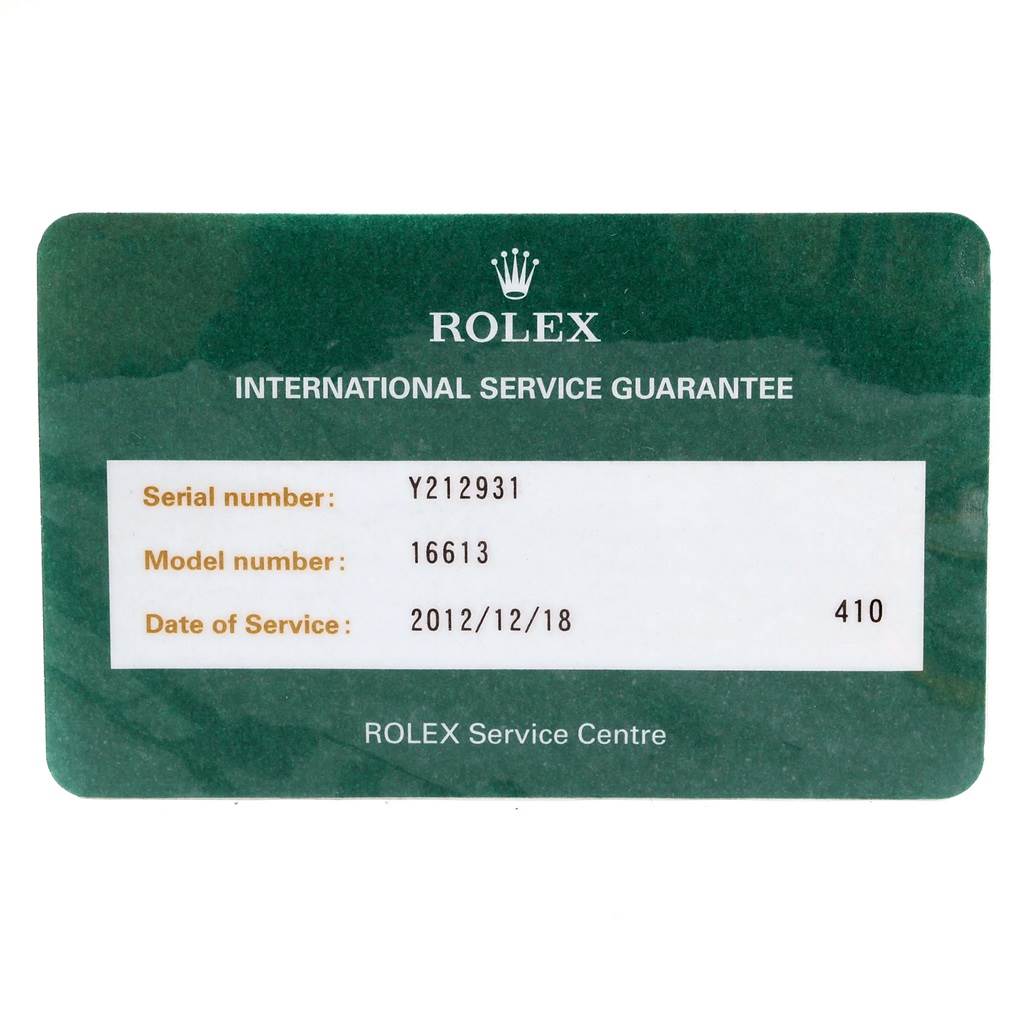 ROLEX
INTERNATIONAL SERVICE GUARANTEE
Serial number: Y212931
Model number: 16613
Date of Service: 2012/12/18 410
ROLEX Service Centre